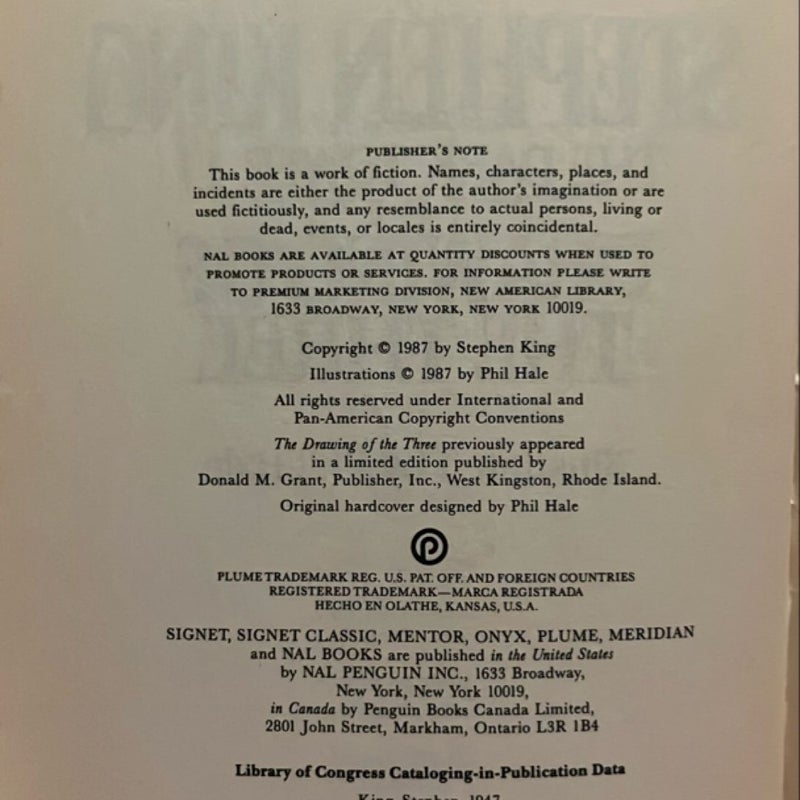 PUBLISHER'S NOTE
This book is a work of fiction. Names, characters, places, and
incidents are either the product of the author's imagination or are
used fictitiously, and any resemblance to actual persons, living or
dead, events, or locales is entirely coincidental.
NAL BOOKS ARE AVAILABLE AT QUANTITY DISCOUNTS WHEN USED TO
PROMOTE PRODUCTS OR SERVICES. FOR INFORMATION PLEASE WRITE
TO PREMIUM MARKETING DIVISION, NEW AMERICAN LIBRARY,
1633 BROADWAY, NEW YORK, NEW YORK 10019.
Copyright © 1987 by Stephen King
Illustrations © 1987 by Phil Hale
All rights reserved under International and
Pan-American Copyright Conventions
The Drawing of the Three previously appeared
in a limited edition published by
Donald M. Grant, Publisher, Inc., West Kingston, Rhode Island.
Original hardcover designed by Phil Hale
P
PLUME TRADEMARK REG. U.S. PAT. OFF. AND FOREIGN COUNTRIES
REGISTERED TRADEMARK—MARCA REGISTRADA
HECHO EN OLATHE, KANSAS, U.S.A.
SIGNET, SIGNET CLASSIC, MENTOR, ONYX, PLUME, MERIDIAN
and NAL BOOKS are published in the United States
by NAL PENGUIN INC., 1633 Broadway,
New York, New York 10019,
in Canada by Penguin Books Canada Limited,
2801 John Street, Markham, Ontario L3R 1B4
Library of Congress Cataloging-in-Publication Data
King, Stephen, 1947